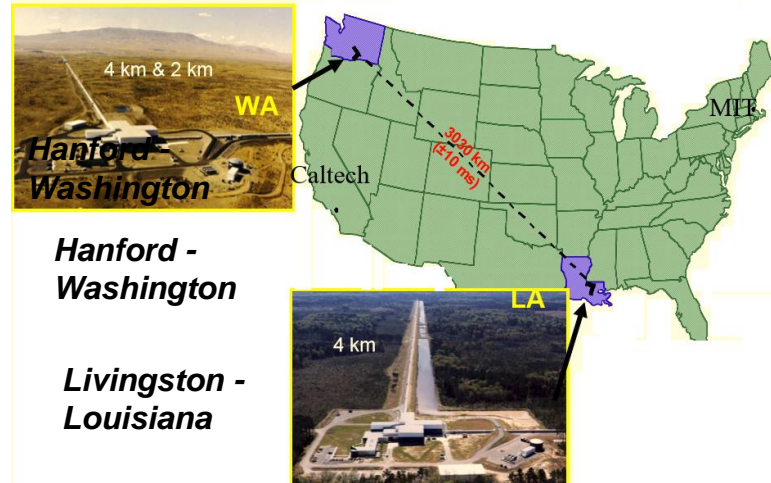 4 km & 2 km
WA
Hanford -
Washington
MIT
3030 km
(±10 ms)
Caltech
Hanford -
Washington
LA
4 km
Livingston -
Louisiana